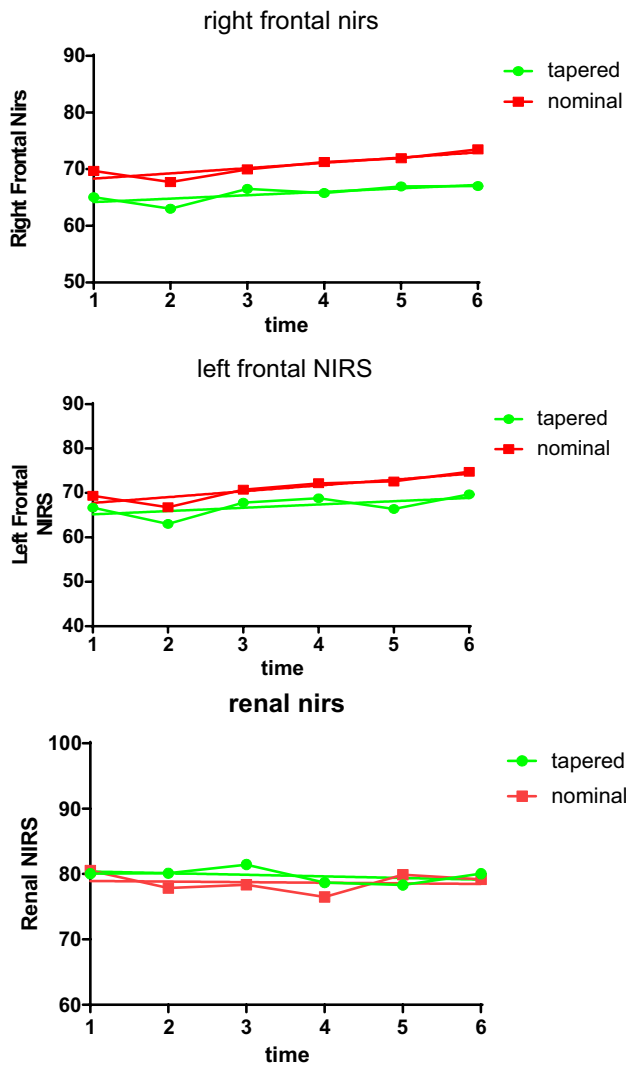 right frontal nirs
90
80
70
60
50
Right Frontal Nirs
1 2 3 4 5 6
time
tapered
nominal
left frontal NIRS
90
80
70
60
50
40
Left Frontal
NIRS
1 2 3 4 5 6
time
tapered
nominal
renal nirs
100
90
80
70
60
Renal NIRS
1 2 3 4 5 6
time
tapered
nominal